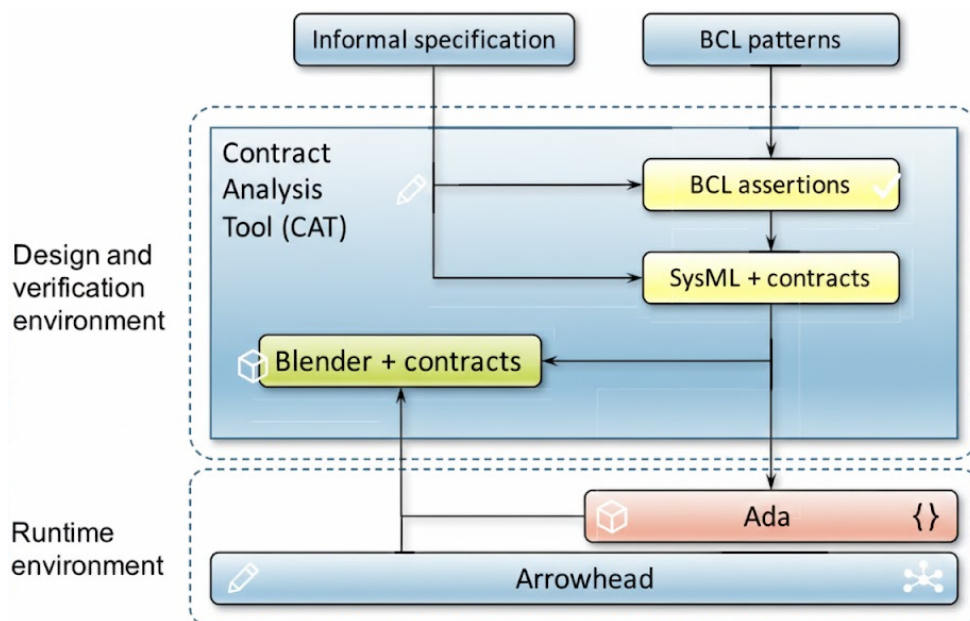 Informal specification
BCL patterns
Contract
Analysis
Tool (CAT)
BCL assertions
Design and
verification
environment
SysML + contracts
Blender + contracts
Runtime
environment
Ada
{}
Arrowhead